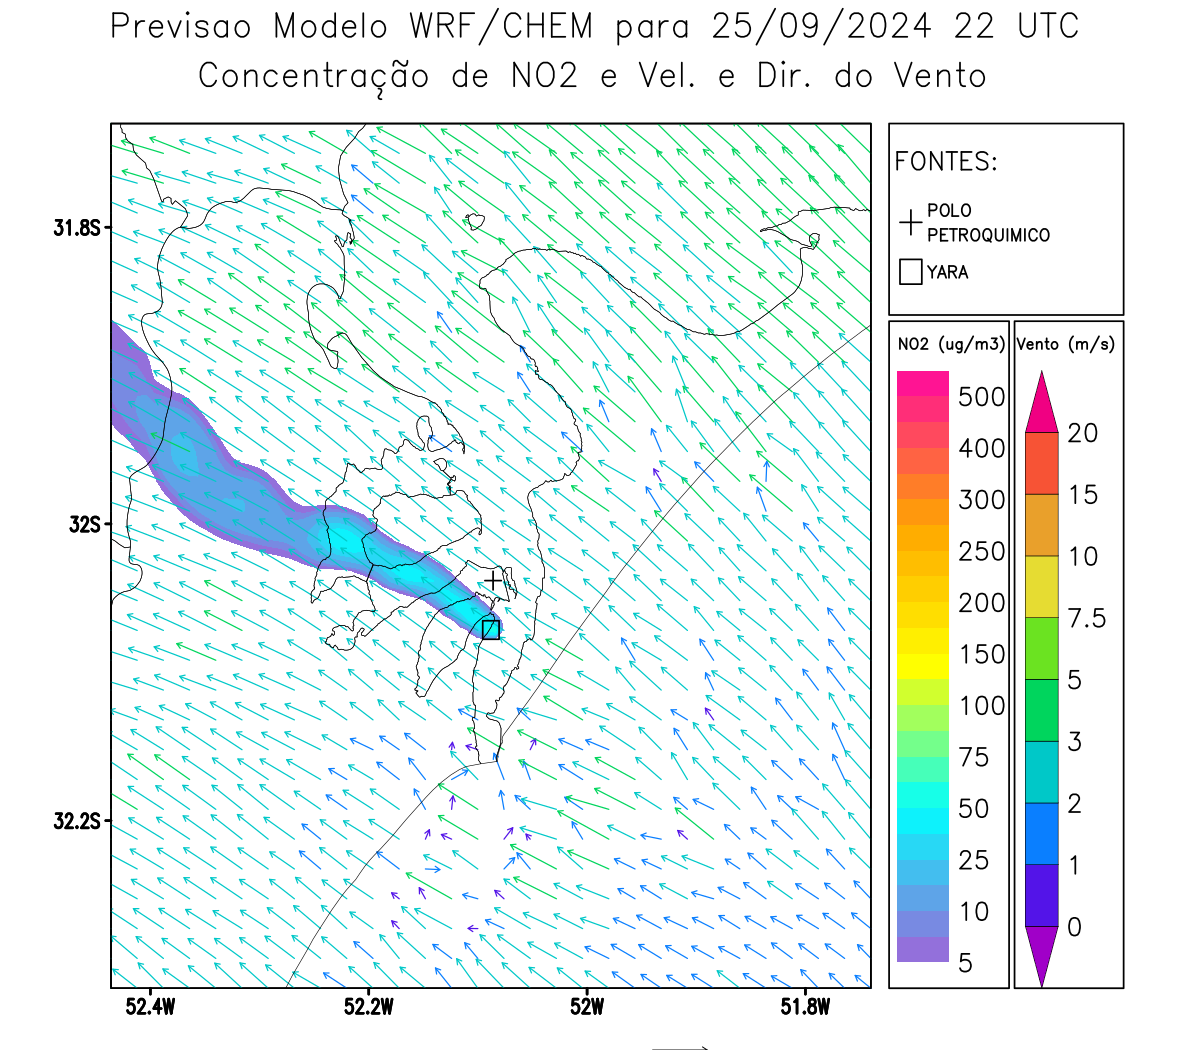 Previsao Modelo WRF/CHEM para 25/09/2024 22 UTC
Concentração de NO2 e Vel. e Dir. do Vento
FONTES:
POLO
PETROQUIMICO
YARA
31.8S
32S
32.2S
52.4W
52.2W
52W
51.8W
NO2 (ug/m3)
500
400
300
250
200
150
100
75
50
25
10
5
Vento (m/s)
20
15
10
7.5
5
3
2
1
0